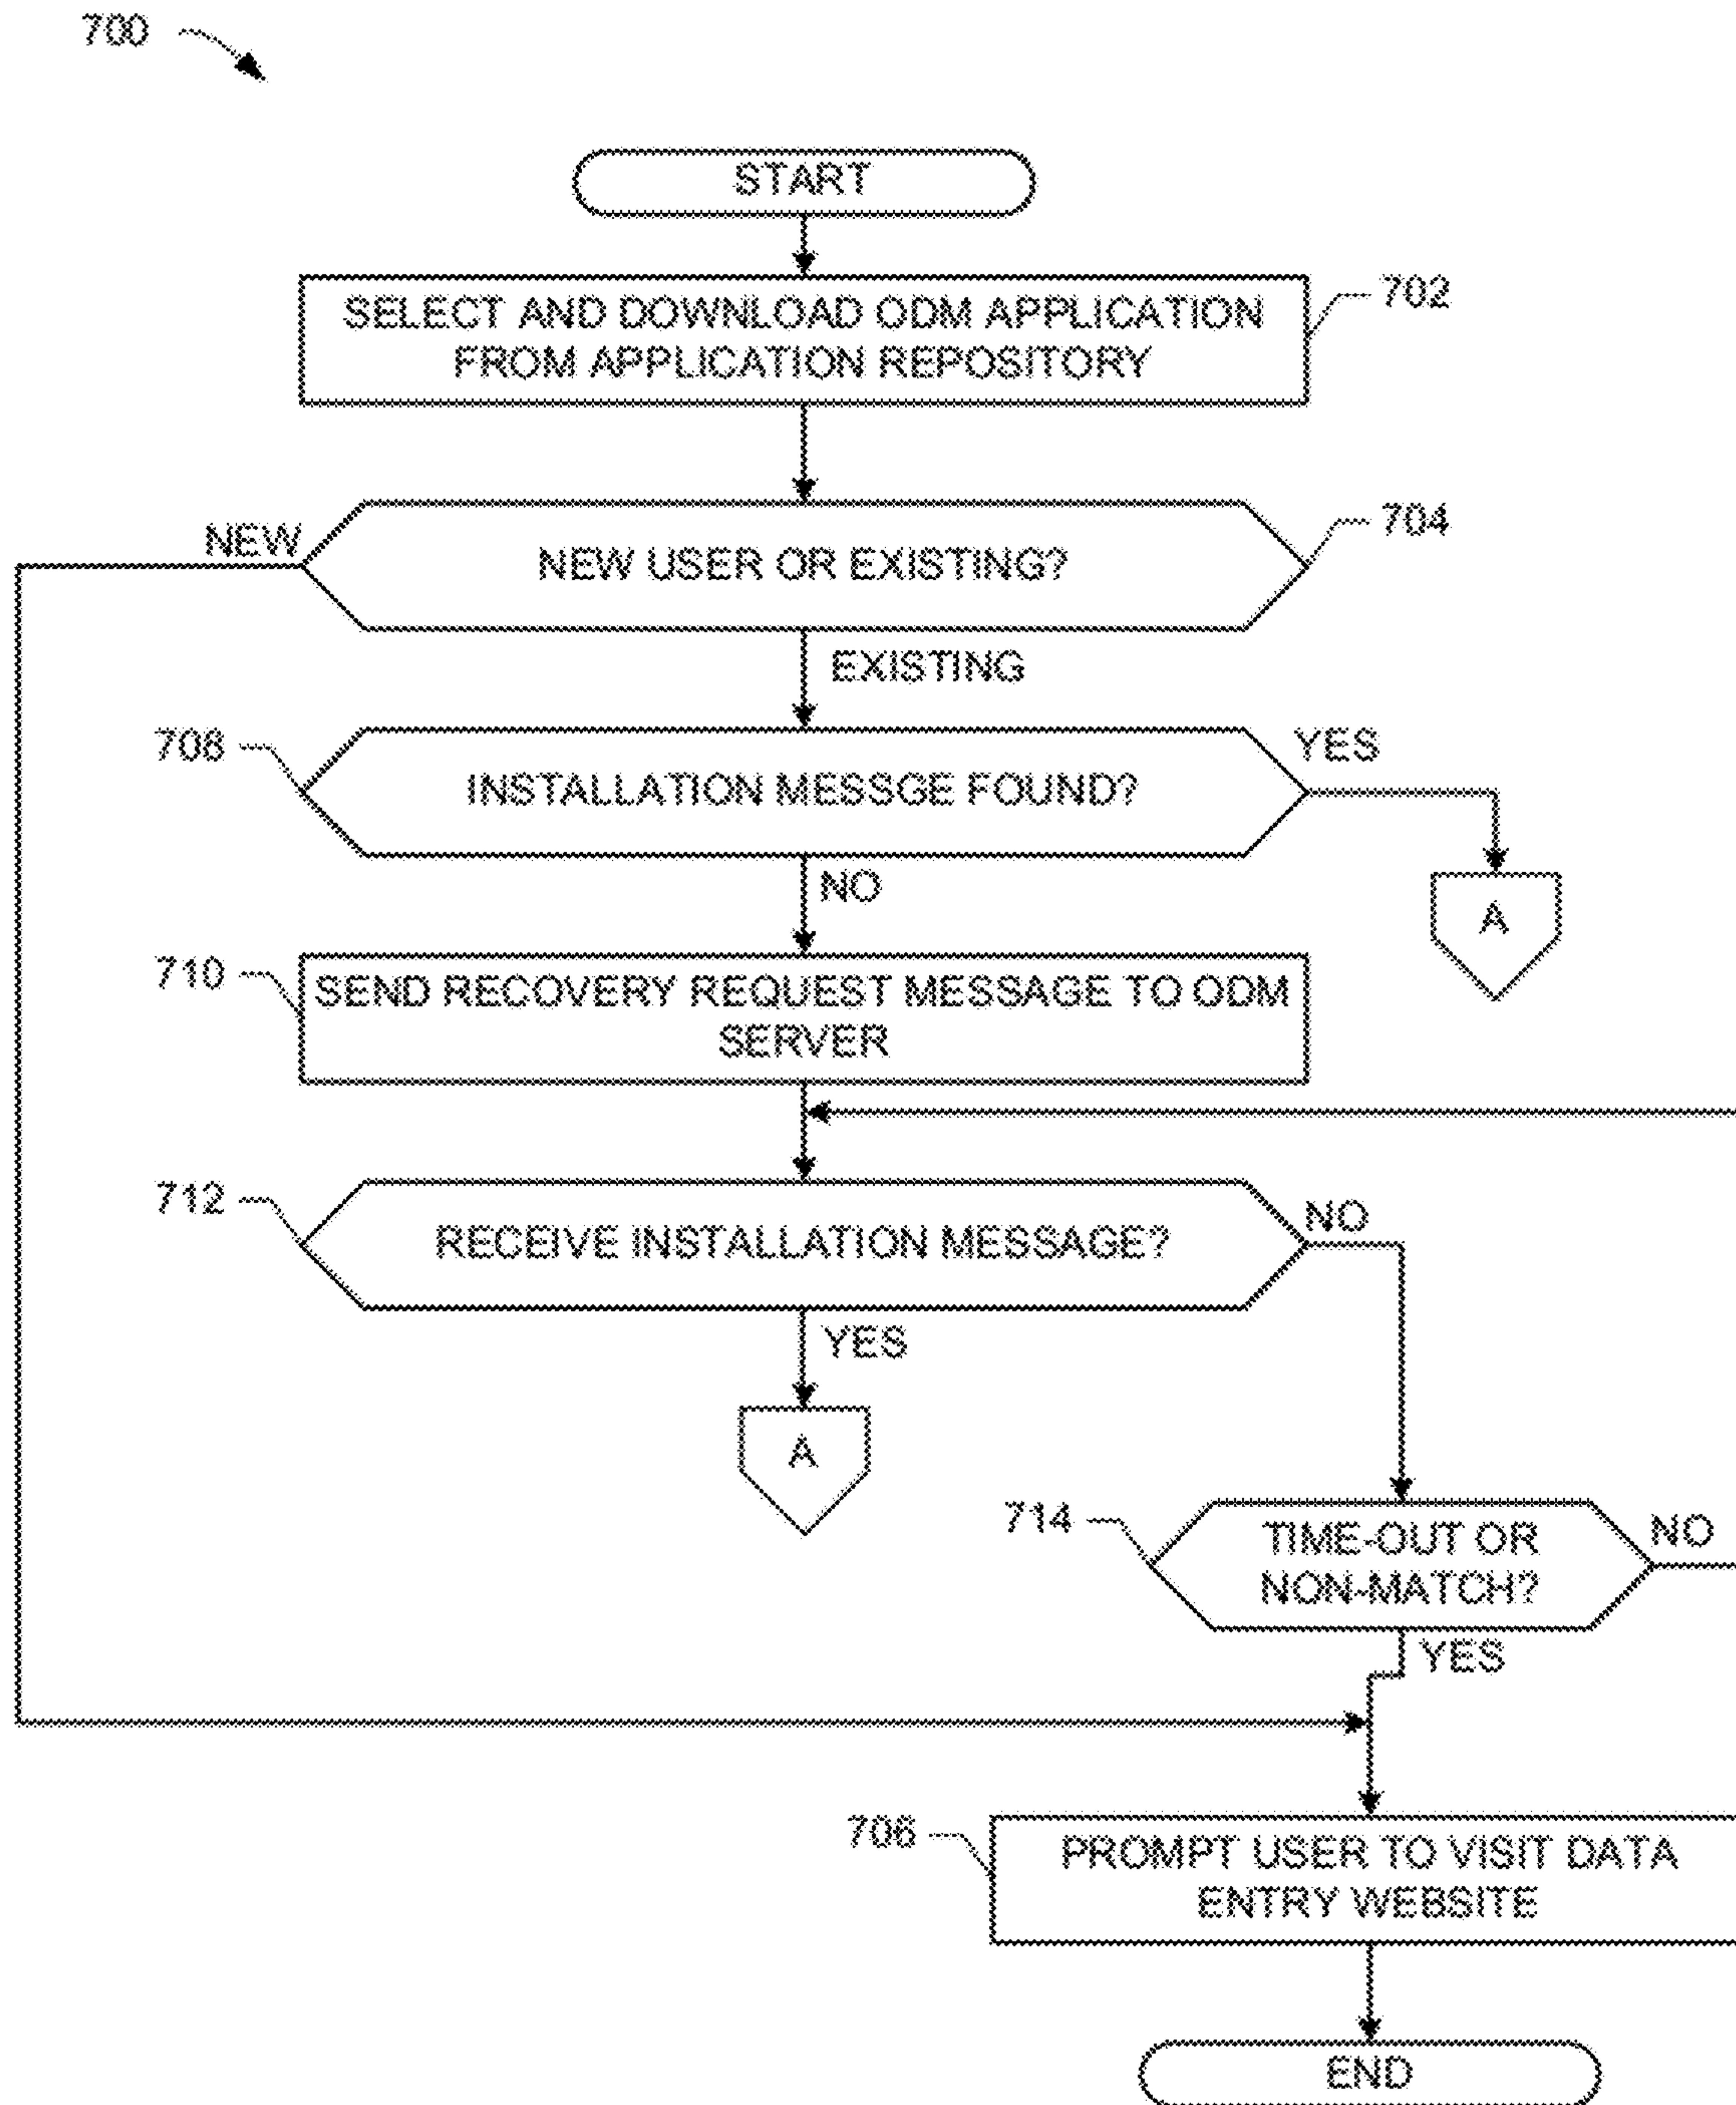 700
START
SELECT AND DOWNLOAD ODM APPLICATION
FROM APPLICATION REPOSITORY
702
NEW
NEW USER OR EXISTING?
704
EXISTING
708
INSTALLATION MESSGE FOUND?
YES
NO
A
710
SEND RECOVERY REQUEST MESSAGE TO ODM
SERVER
712
RECEIVE INSTALLATION MESSAGE?
NO
YES
A
714
TIME-OUT OR
NON-MATCH?
NO
YES
706
PROMPT USER TO VISIT DATA
ENTRY WEBSITE
END